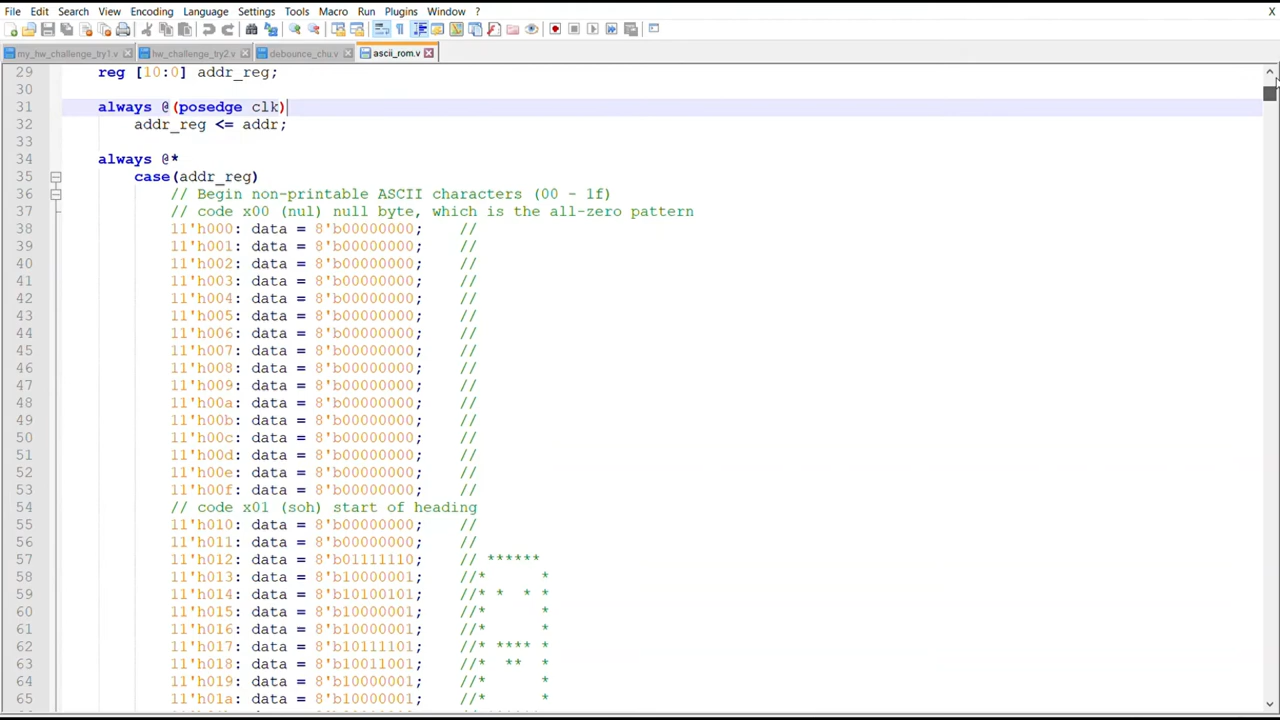 File Edit Search View Encoding Language Settings Tools Macro Run Plugins Window ? X
my_hw_challenge_try1.v hw_challenge_try2.v debounce_chu.v ascii_rom.v
29 reg [10:0] addr_reg;
30
31 always @(posedge clk)
32 addr_reg <= addr;
33
34 always @*
35 case(addr_reg)
36 // Begin non-printable ASCII characters (00 - 1f)
37 // code x00 (nul) null byte, which is the all-zero pattern
38 11'h000: data = 8'b00000000; //
39 11'h001: data = 8'b00000000; //
40 11'h002: data = 8'b00000000; //
41 11'h003: data = 8'b00000000; //
42 11'h004: data = 8'b00000000; //
43 11'h005: data = 8'b00000000; //
44 11'h006: data = 8'b00000000; //
45 11'h007: data = 8'b00000000; //
46 11'h008: data = 8'b00000000; //
47 11'h009: data = 8'b00000000; //
48 11'h00a: data = 8'b00000000; //
49 11'h00b: data = 8'b00000000; //
50 11'h00c: data = 8'b00000000; //
51 11'h00d: data = 8'b00000000; //
52 11'h00e: data = 8'b00000000; //
53 11'h00f: data = 8'b00000000; //
54 // code x01 (soh) start of heading
55 11'h010: data = 8'b00000000; //
56 11'h011: data = 8'b00000000; //
57 11'h012: data = 8'b01111110; // ******
58 11'h013: data = 8'b10000001; //*      *
59 11'h014: data = 8'b10100101; //* *  * *
60 11'h015: data = 8'b10000001; //*      *
61 11'h016: data = 8'b10000001; //*      *
62 11'h017: data = 8'b10111101; //* **** *
63 11'h018: data = 8'b10011001; //*  **  *
64 11'h019: data = 8'b10000001; //*      *
65 11'h01a: data = 8'b10000001; //*      *